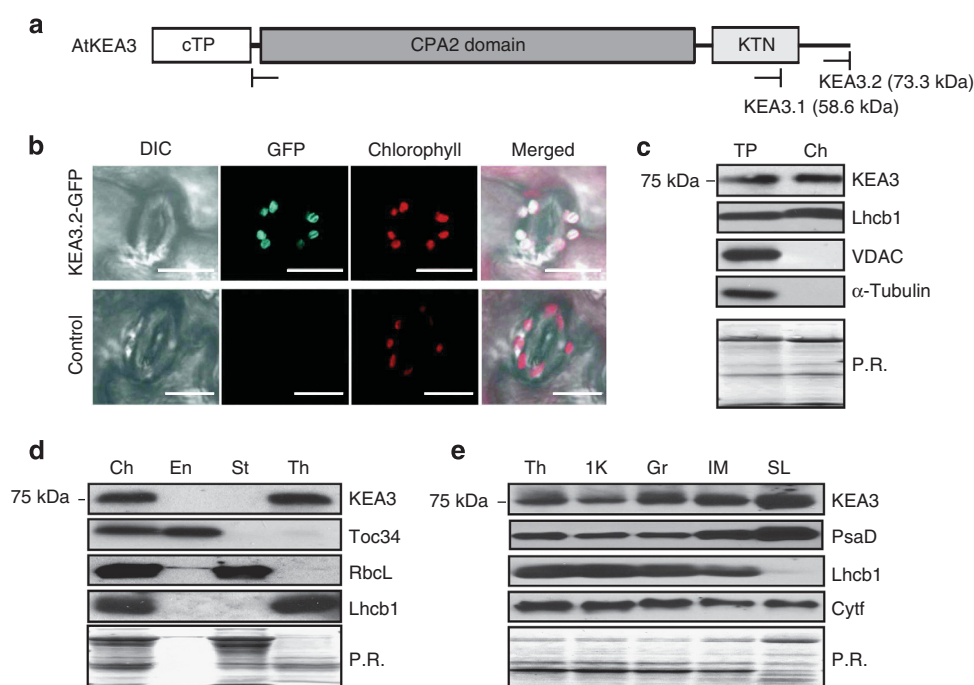 a
AtKEA3
cTP
CPA2 domain
KTN
KEA3.2 (73.3 kDa)
KEA3.1 (58.6 kDa)
b
DIC
GFP
Chlorophyll
Merged
KEA3.2-GFP
Control
c
TP
Ch
75 kDa
KEA3
Lhcb1
VDAC
α-Tubulin
P.R.
d
Ch
En
St
Th
75 kDa
KEA3
Toc34
RbcL
Lhcb1
P.R.
e
Th
1K
Gr
IM
SL
75 kDa
KEA3
PsaD
Lhcb1
Cytf
P.R.